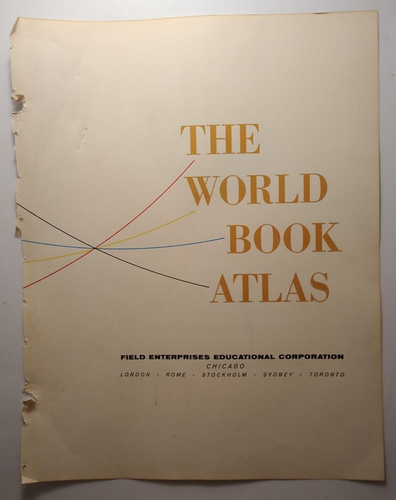 THE
WORLD
BOOK
ATLAS
FIELD ENTERPRISES EDUCATIONAL CORPORATION
CHICAGO
LONDON · ROME · STOCKHOLM · SYDNEY · TORONTO